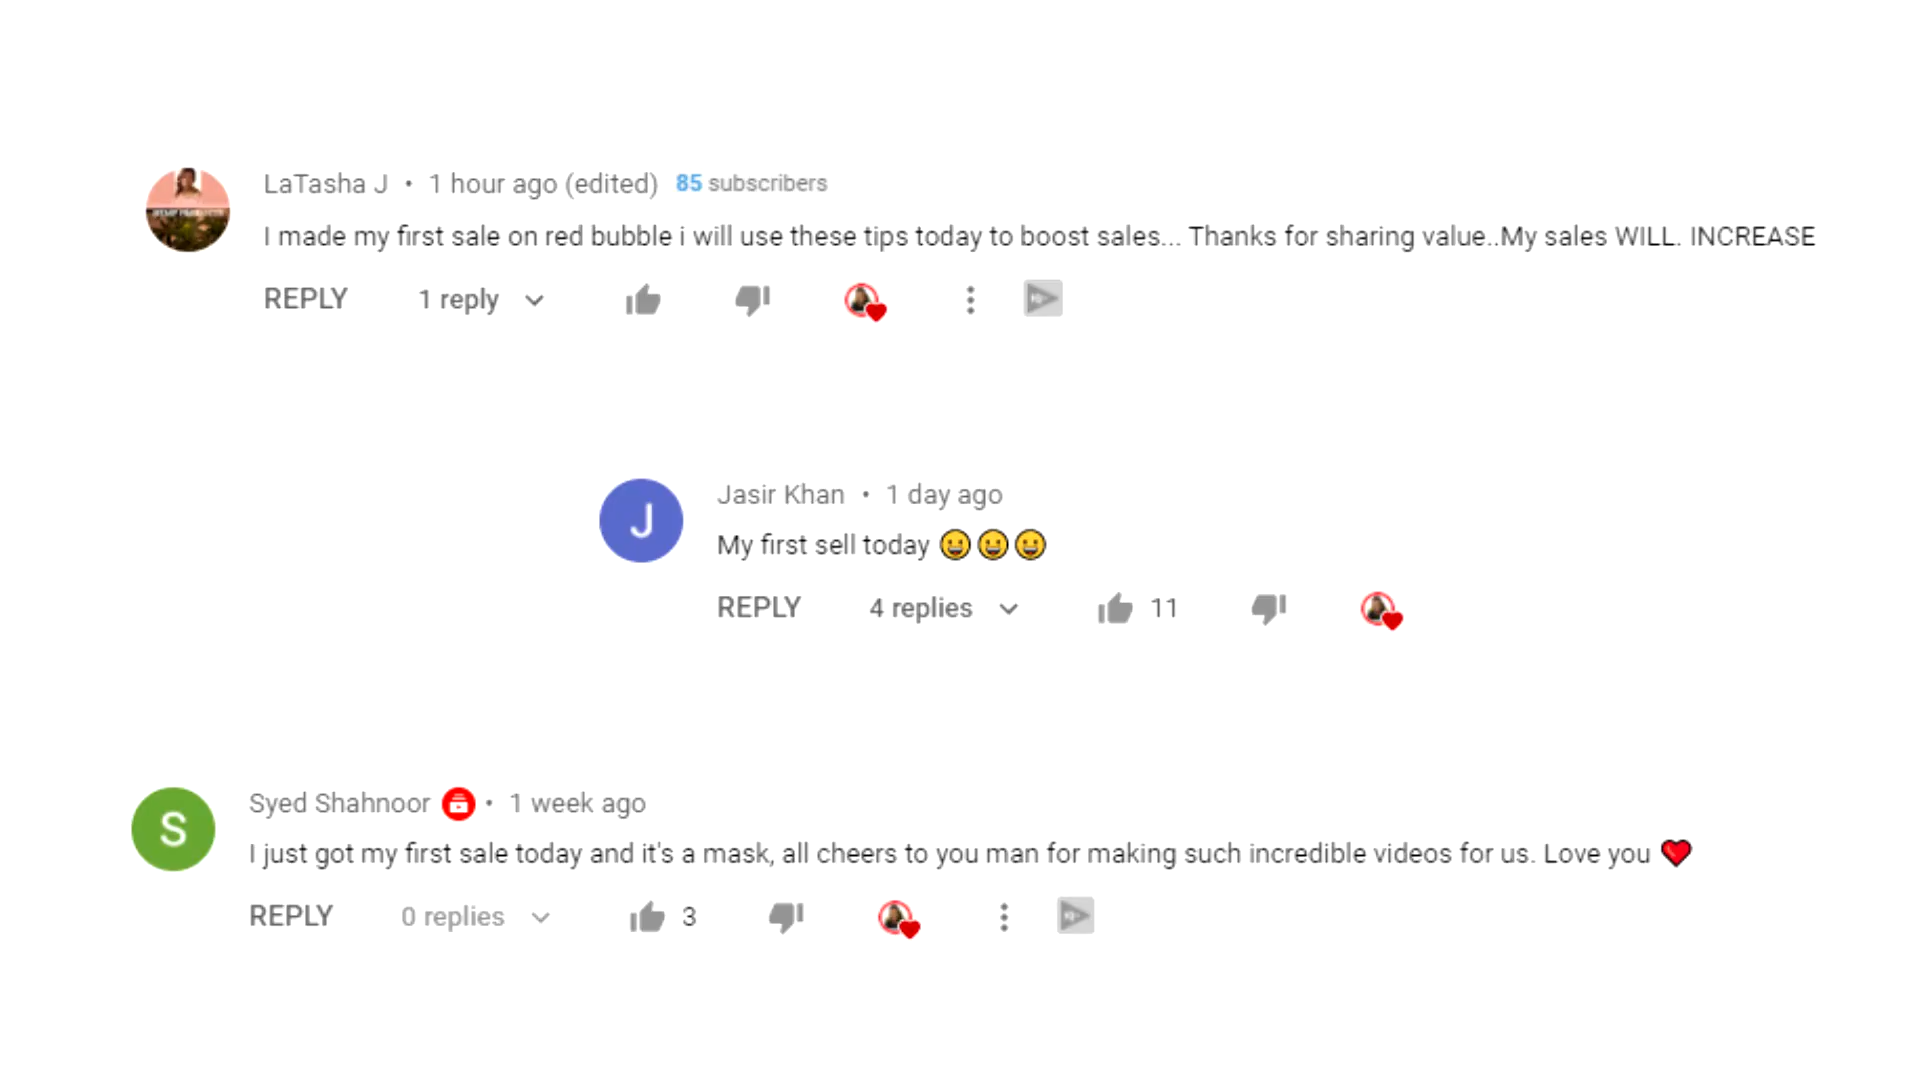 LaTasha J • 1 hour ago (edited) 85 subscribers
I made my first sale on red bubble i will use these tips today to boost sales... Thanks for sharing value..My sales WILL. INCREASE
REPLY 1 reply
Jasir Khan • 1 day ago
My first sell today 😀😀😀
REPLY 4 replies 11
J
Syed Shahnoor • 1 week ago
I just got my first sale today and it's a mask, all cheers to you man for making such incredible videos for us. Love you ❤️
REPLY 0 replies 3
S